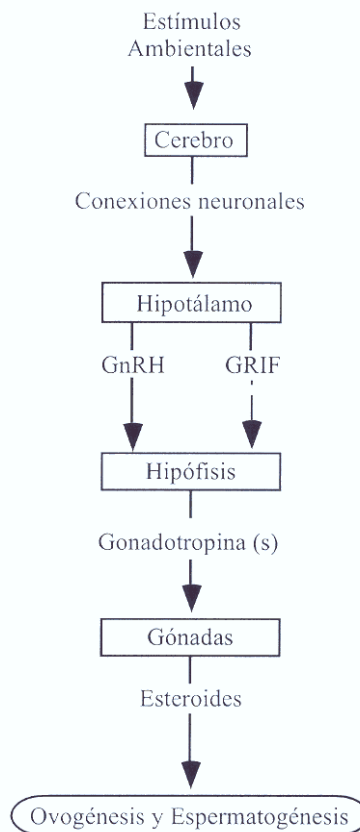 Estímulos
Ambientales
Cerebro
Conexiones neuronales
Hipotálamo
GnRH GRIF
Hipófisis
Gonadotropina (s)
Gónadas
Esteroides
Ovogénesis y Espermatogénesis